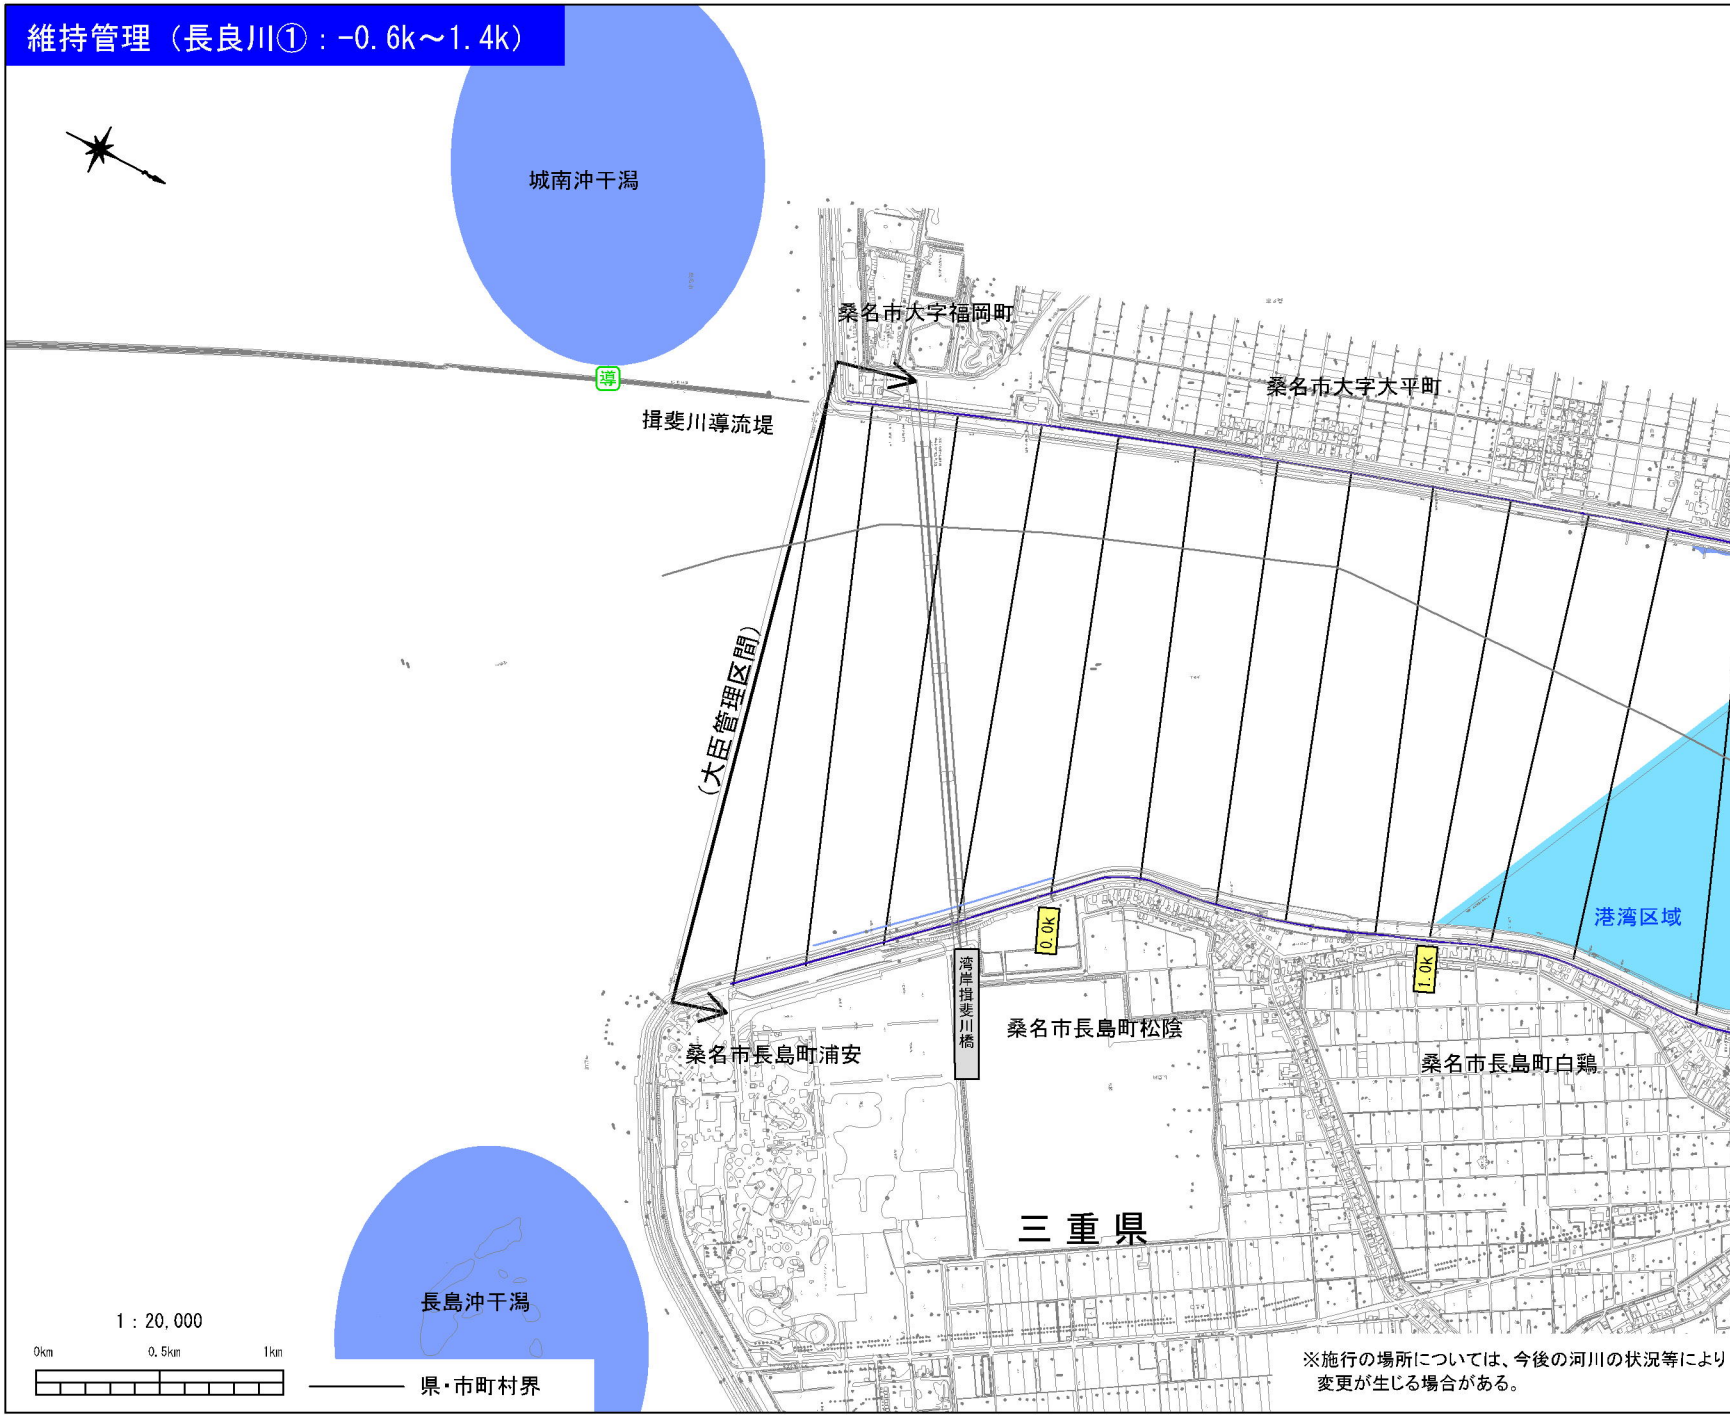 維持管理（長良川①：-0.6k～1.4k）
城南沖干潟
桑名市大字福岡町
導
桑名市大字大平町
揖斐川導流堤
（大臣管理区間）
0.0k
港湾区域
1.0k
湾岸揖斐川橋
桑名市長島町松陰
桑名市長島町浦安
桑名市長島町白鶏
三重県
長島沖干潟
1：20,000
0km 0.5km 1km
県・市町村界
※施行の場所については、今後の河川の状況等により
変更が生じる場合がある。